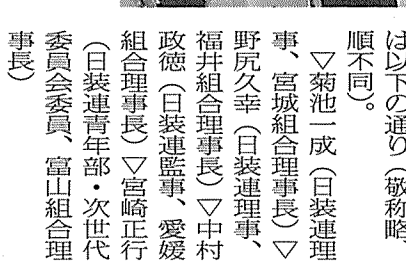 は以下の通り（敬称略、
順不同）。
▽菊池一成（日装連理
事、宮城組合理事長）▽
野尻久幸（日装連理事、
福井組合理事長）▽中村
政徳（日装連監事、愛媛
組合理事長）▽宮崎正行
（日装連青年部・次世代
委員会委員、富山組合理
事長）